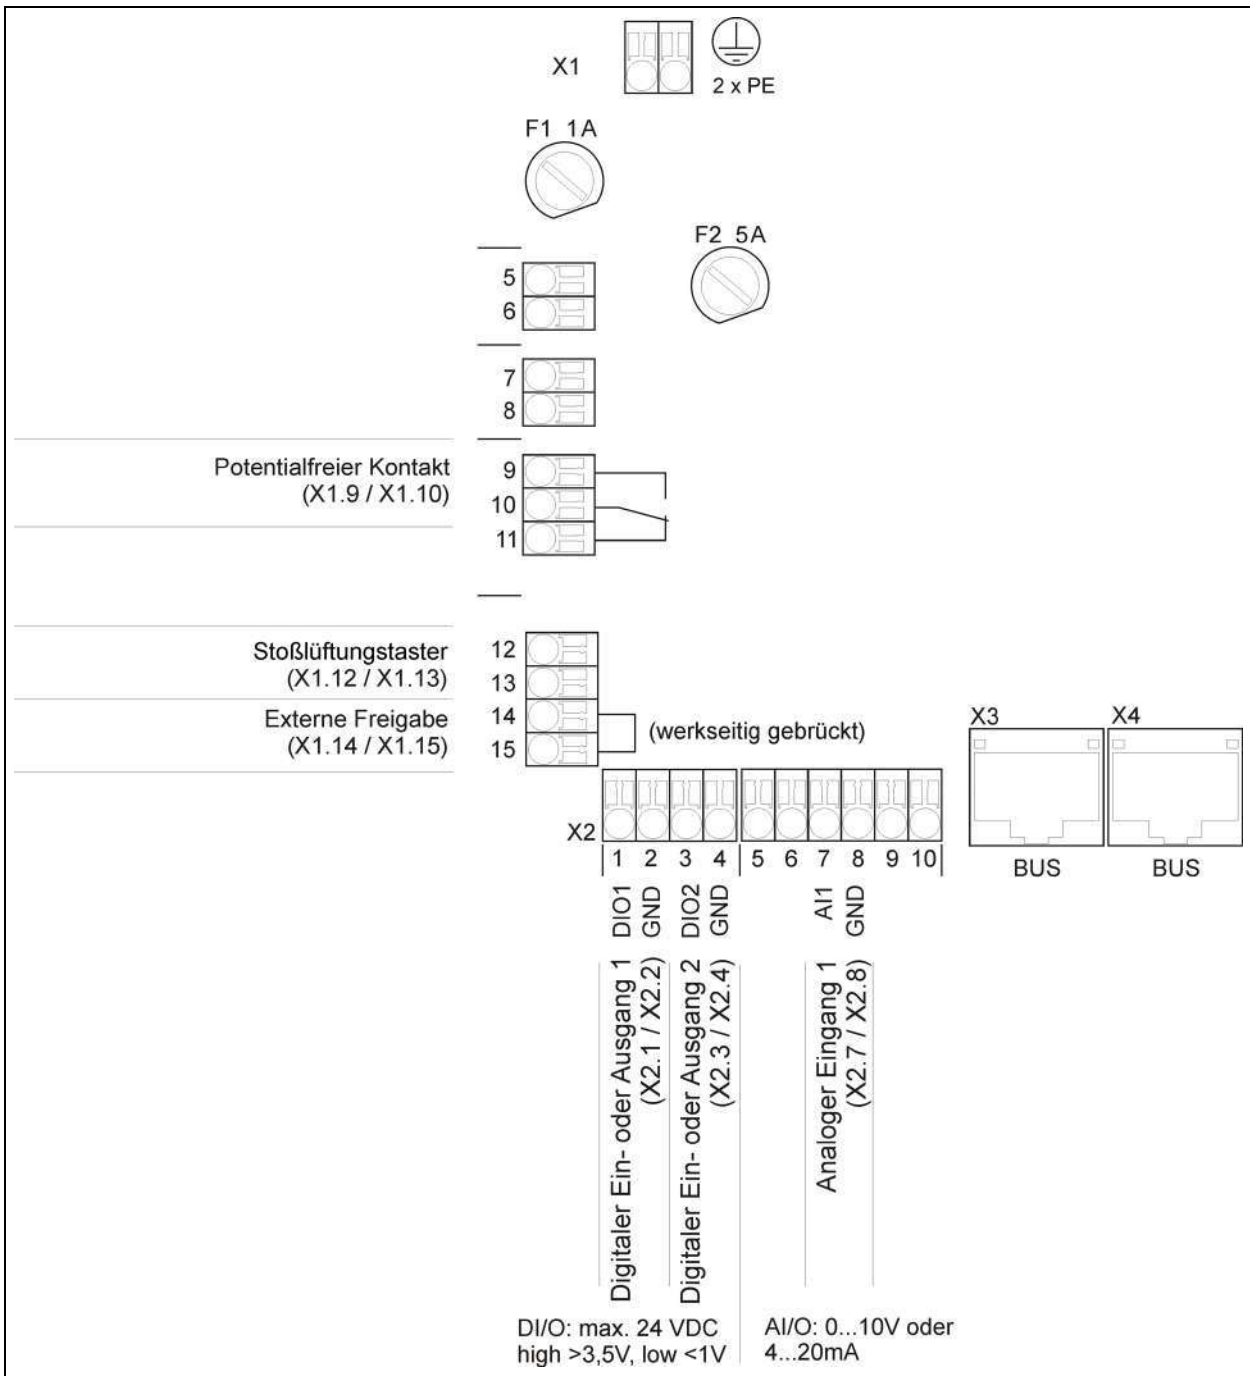 X1
2 x PE
F1 1A
F2 5A
5
6
7
8
Potentialfreier Kontakt
(X1.9 / X1.10)
9
10
11
Stoßlüftungstaster
(X1.12 / X1.13)
12
13
Externe Freigabe
(X1.14 / X1.15)
14
15
(werkseitig gebrückt)
X3
X4
X2
BUS
BUS
1 2 3 4 5 6 7 8 9 10
DIO1
GND
DIO2
GND
AI1
GND
Digitaler Ein- oder Ausgang 1
(X2.1 / X2.2)
Digitaler Ein- oder Ausgang 2
(X2.3 / X2.4)
Analoger Eingang 1
(X2.7 / X2.8)
DI/O: max. 24 VDC
high >3,5V, low <1V
AI/O: 0...10V oder
4...20mA